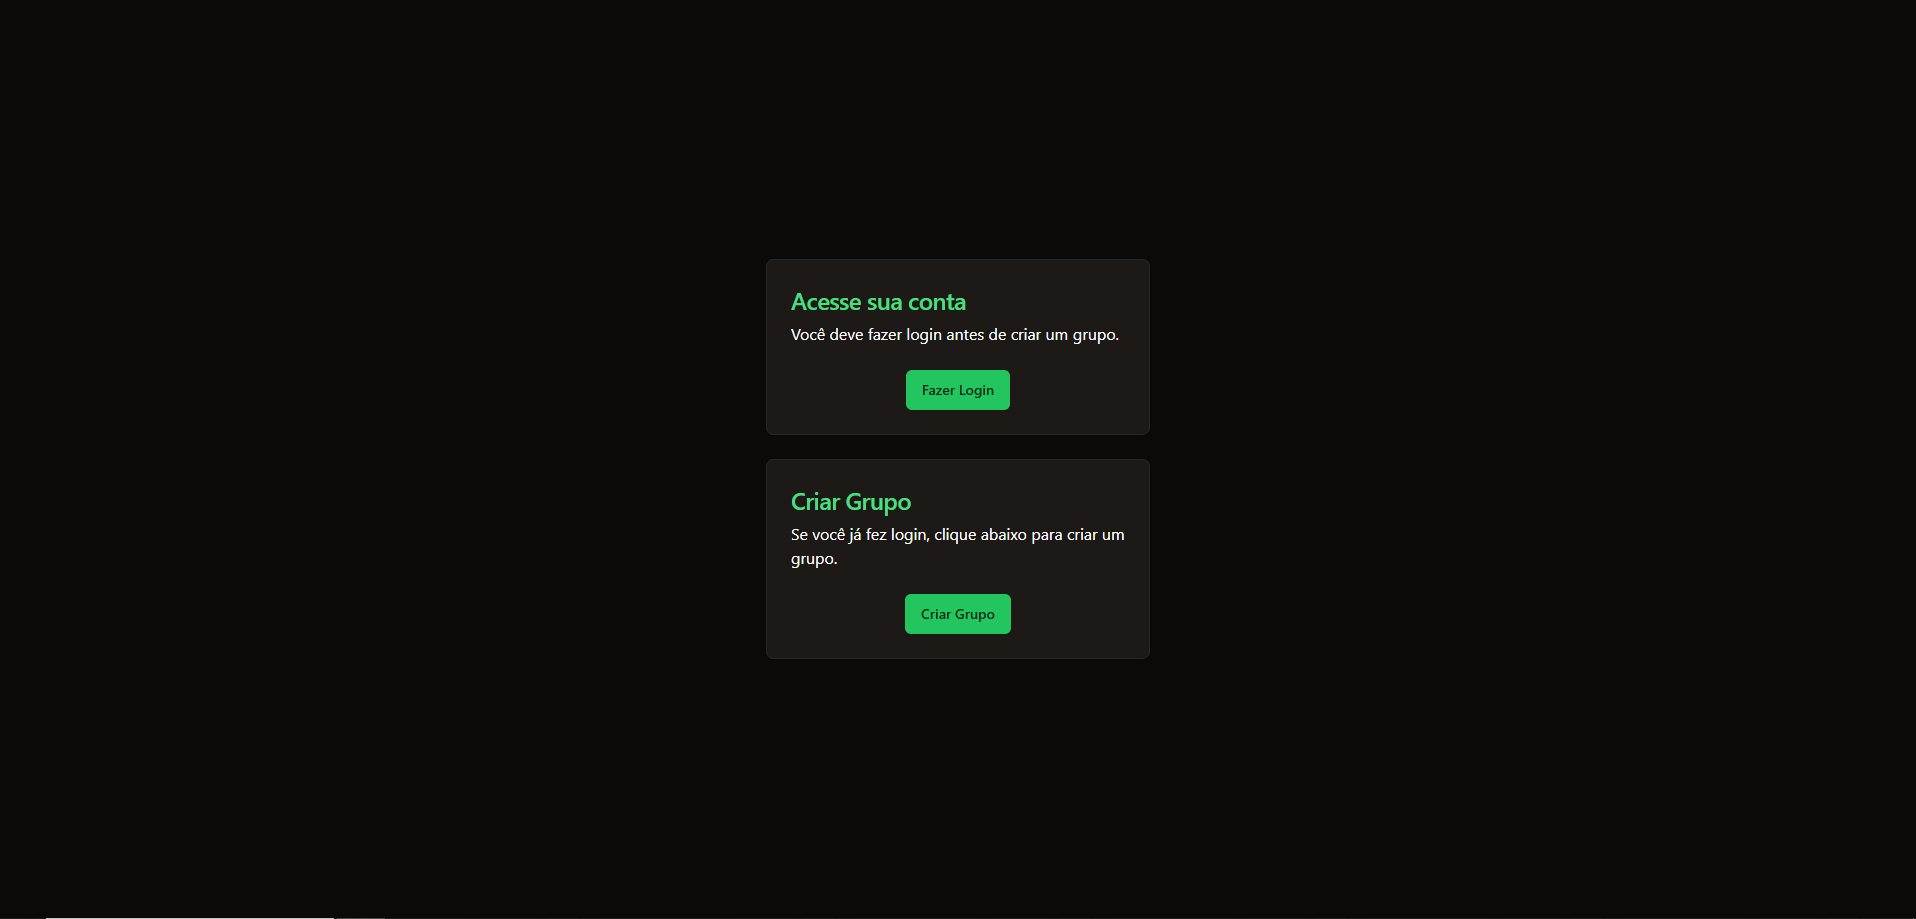 Acesse sua conta
Você deve fazer login antes de criar um grupo.
Fazer Login
Criar Grupo
Se você já fez login, clique abaixo para criar um
grupo.
Criar Grupo